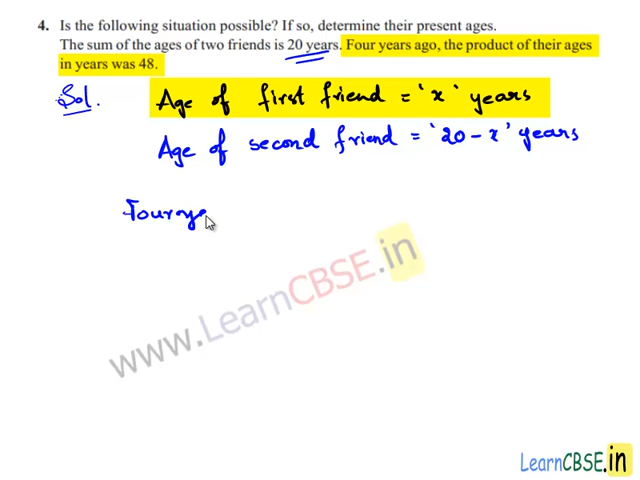 4. Is the following situation possible? If so, determine their present ages.
The sum of the ages of two friends is 20 years. Four years ago, the product of their ages
in years was 48.
Sol. Age of first friend = 'x' years
Age of second friend = '20 - x' years
Four ye
www.LearnCBSE.in
LearnCBSE.in